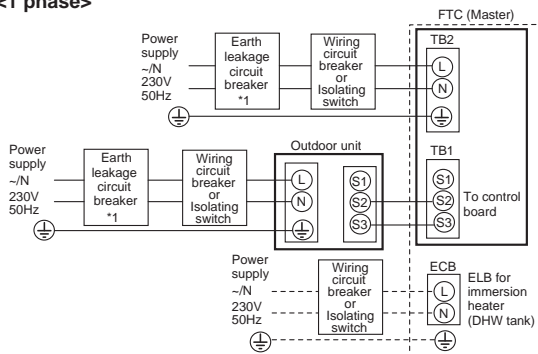 <1 phase>
FTC (Master)
Power
supply
~/N
230V
50Hz
Earth
leakage
circuit
breaker
*1
Wiring
circuit
breaker
or
Isolating
switch
TB2
L
N
Power
supply
~/N
230V
50Hz
Earth
leakage
circuit
breaker
*1
Wiring
circuit
breaker
or
Isolating
switch
Outdoor unit
L
N
S1
S2
S3
TB1
S1
S2
S3
To control
board
Power
supply
~/N
230V
50Hz
Wiring
circuit
breaker
or
Isolating
switch
ECB
L
N
ELB for
immersion
heater
(DHW tank)